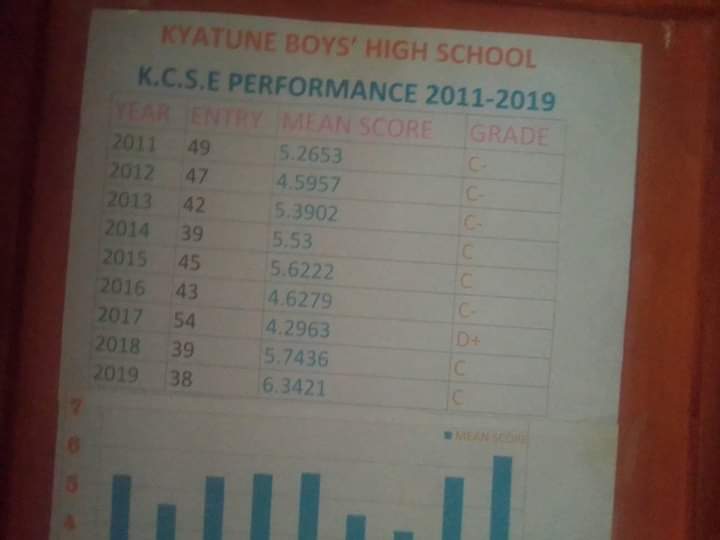 KYATUNE BOYS' HIGH SCHOOL
K.C.S.E PERFORMANCE 2011-2019
YEAR ENTRY MEAN SCORE GRADE
2011 49 5.2653 C-
2012 47 4.5957 C-
2013 42 5.3902 C-
2014 39 5.53 C
2015 45 5.6222 C
2016 43 4.6279 C-
2017 54 4.2963 D+
2018 39 5.7436 C
2019 38 6.3421 C
7
MEAN SCORE
6
5
4